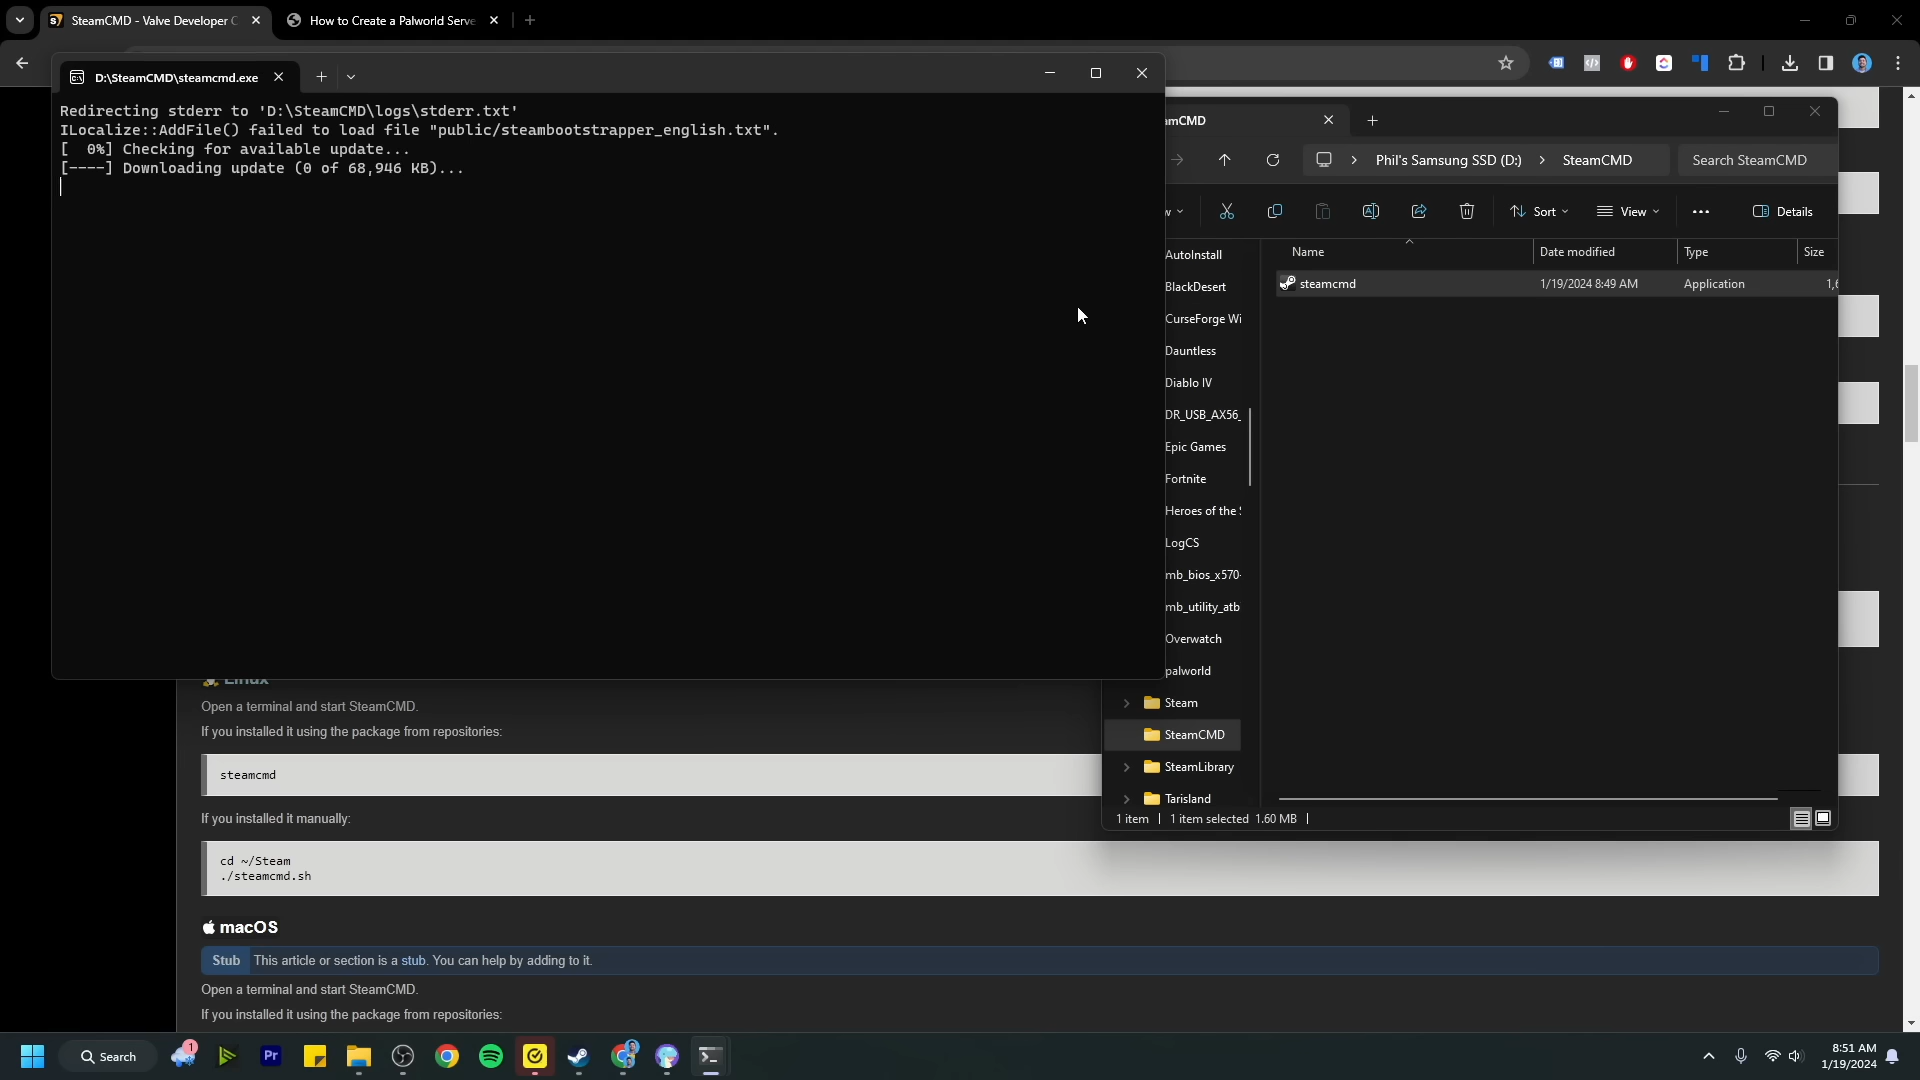 SteamCMD - Valve Developer C
How to Create a Palworld Serve
D:\SteamCMD\steamcmd.exe
Redirecting stderr to 'D:\SteamCMD\logs\stderr.txt'
ILocalize::AddFile() failed to load file "public/steambootstrapper_english.txt".
[  0%] Checking for available update...
[----] Downloading update (0 of 68,946 KB)...
amCMD
Phil's Samsung SSD (D:) > SteamCMD
Search SteamCMD
w
Sort
View
Details
Name
Date modified
Type
Size
steamcmd
1/19/2024 8:49 AM
Application
1,6
AutoInstall
BlackDesert
CurseForge Wi
Dauntless
Diablo IV
DR_USB_AX56_
Epic Games
Fortnite
Heroes of the S
LogCS
mb_bios_x570-
mb_utility_atb
Overwatch
palworld
Steam
SteamCMD
SteamLibrary
Tarisland
1 item
1 item selected 1.60 MB
Linux
Open a terminal and start SteamCMD.
If you installed it using the package from repositories:
steamcmd
If you installed it manually:
cd ~/Steam
./steamcmd.sh
macOS
Stub This article or section is a stub. You can help by adding to it.
Open a terminal and start SteamCMD.
If you installed it using the package from repositories:
Search
1
Pr
8:51 AM
1/19/2024